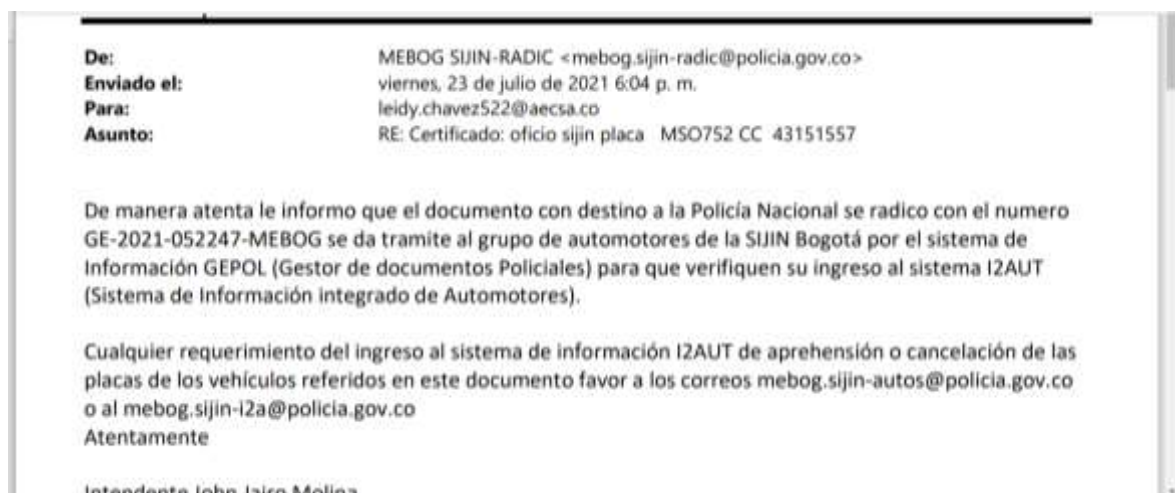 De: MEBOG SIJIN-RADIC <mebog.sijin-radic@policia.gov.co>
Enviado el: viernes, 23 de julio de 2021 6:04 p. m.
Para: leidy.chavez522@aecsa.co
Asunto: RE: Certificado: oficio sijin placa MSO752 CC 43151557
De manera atenta le informo que el documento con destino a la Policía Nacional se radico con el numero
GE-2021-052247-MEBOG se da tramite al grupo de automotores de la SIJIN Bogotá por el sistema de
Información GEPOL (Gestor de documentos Policiales) para que verifiquen su ingreso al sistema I2AUT
(Sistema de Información integrado de Automotores).
Cualquier requerimiento del ingreso al sistema de información I2AUT de aprehensión o cancelación de las
placas de los vehículos referidos en este documento favor a los correos mebog.sijin-autos@policia.gov.co
o al mebog.sijin-i2a@policia.gov.co
Atentamente
Intendente John Jairo Molina